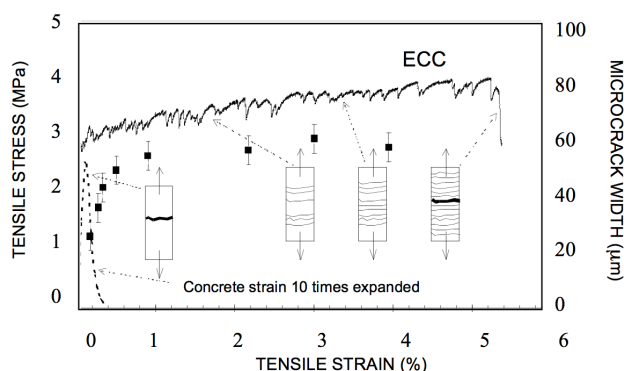 5
4
3
2
1
0
TENSILE STRESS (MPa)
ECC
Concrete strain 10 times expanded
100
80
60
40
20
0
MICROCRACK WIDTH (μm)
0 1 2 3 4 5 6
TENSILE STRAIN (%)